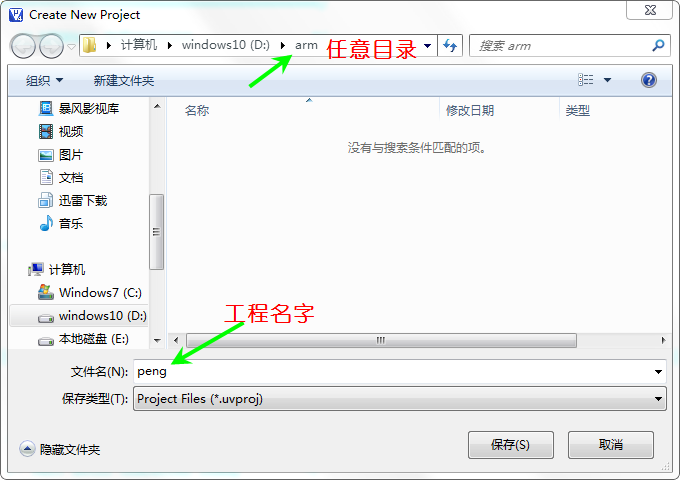 Create New Project
计算机 windows10 (D:) arm 任意目录 搜索 arm
组织 新建文件夹
名称 修改日期 类型
没有与搜索条件匹配的项。
暴风影视库
视频
图片
文档
迅雷下载
音乐
计算机
Windows7 (C:)
windows10 (D:)
本地磁盘 (E:)
工程名字
文件名(N): peng
保存类型(T): Project Files (*.uvproj)
隐藏文件夹 保存(S) 取消